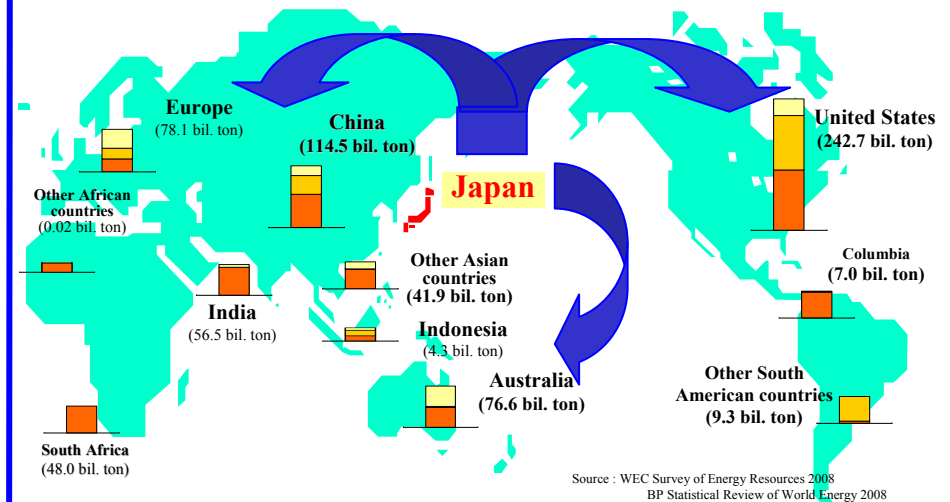 Europe
(78.1 bil. ton)
China
(114.5 bil. ton)
United States
(242.7 bil. ton)
Japan
Other African
countries
(0.02 bil. ton)
Other Asian
countries
(41.9 bil. ton)
Columbia
(7.0 bil. ton)
India
(56.5 bil. ton)
Indonesia
(4.3 bil. ton)
Australia
(76.6 bil. ton)
Other South
American countries
(9.3 bil. ton)
South Africa
(48.0 bil. ton)
Source : WEC Survey of Energy Resources 2008
BP Statistical Review of World Energy 2008